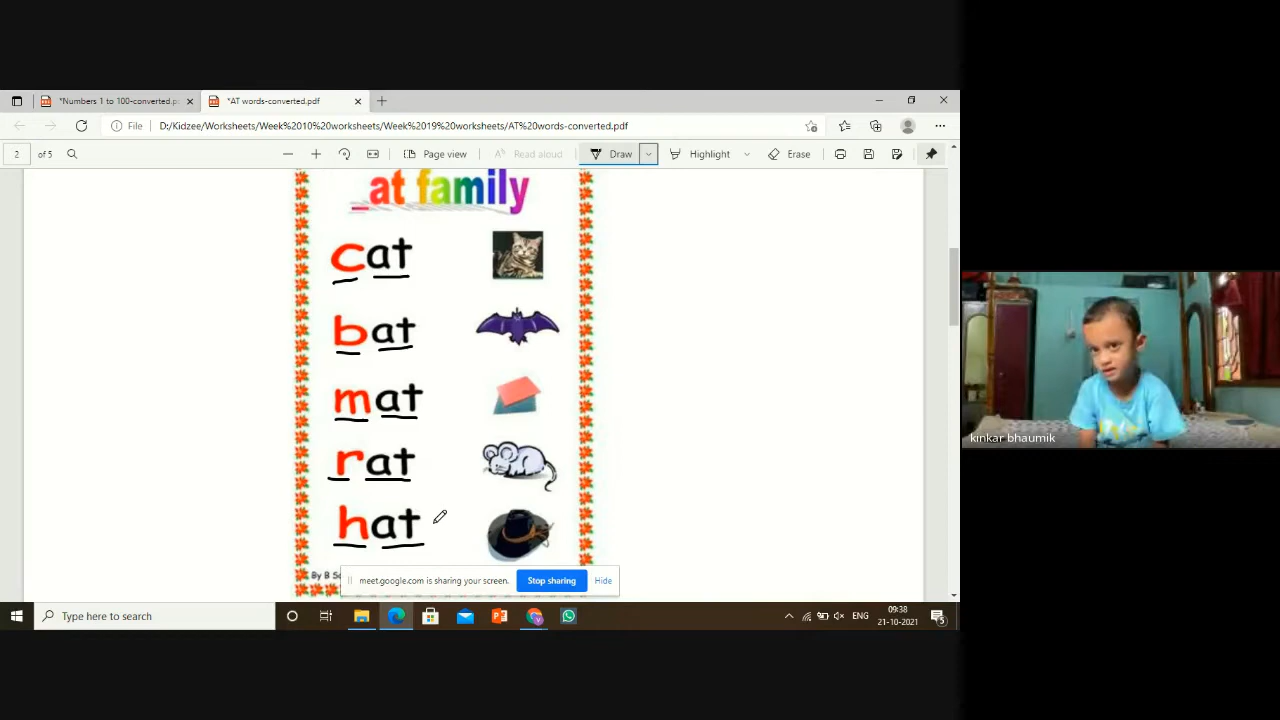 *Numbers 1 to 100-converted.p
*AT words-converted.pdf
File D:/Kidzee/Worksheets/Week%2010%20worksheets/Week%2019%20worksheets/AT%20words-converted.pdf
2 of 5 Page view Read aloud Draw Highlight Erase
_at family
cat
bat
mat
rat
hat
By B
meet.google.com is sharing your screen. Stop sharing Hide
kinkar bhaumik
Type here to search
ENG
09:38
21-10-2021
5